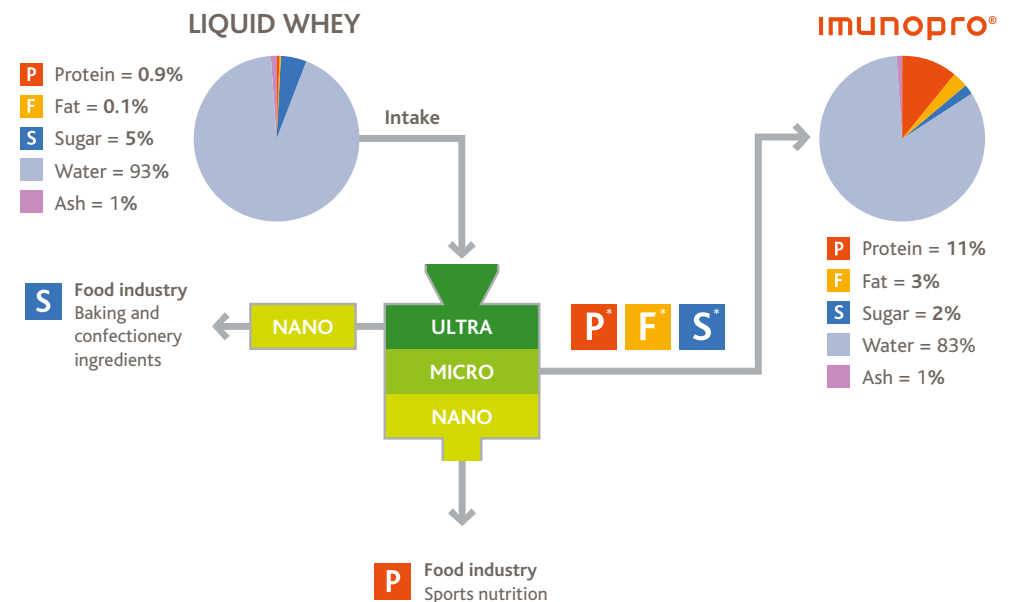 LIQUID WHEY
P Protein = 0.9%
F Fat = 0.1%
S Sugar = 5%
Water = 93%
Ash = 1%
Intake
imunopro®
P Protein = 11%
F Fat = 3%
S Sugar = 2%
Water = 83%
Ash = 1%
S Food industry
Baking and
confectionery
ingredients
NANO
ULTRA
MICRO
NANO
P* F* S*
P Food industry
Sports nutrition